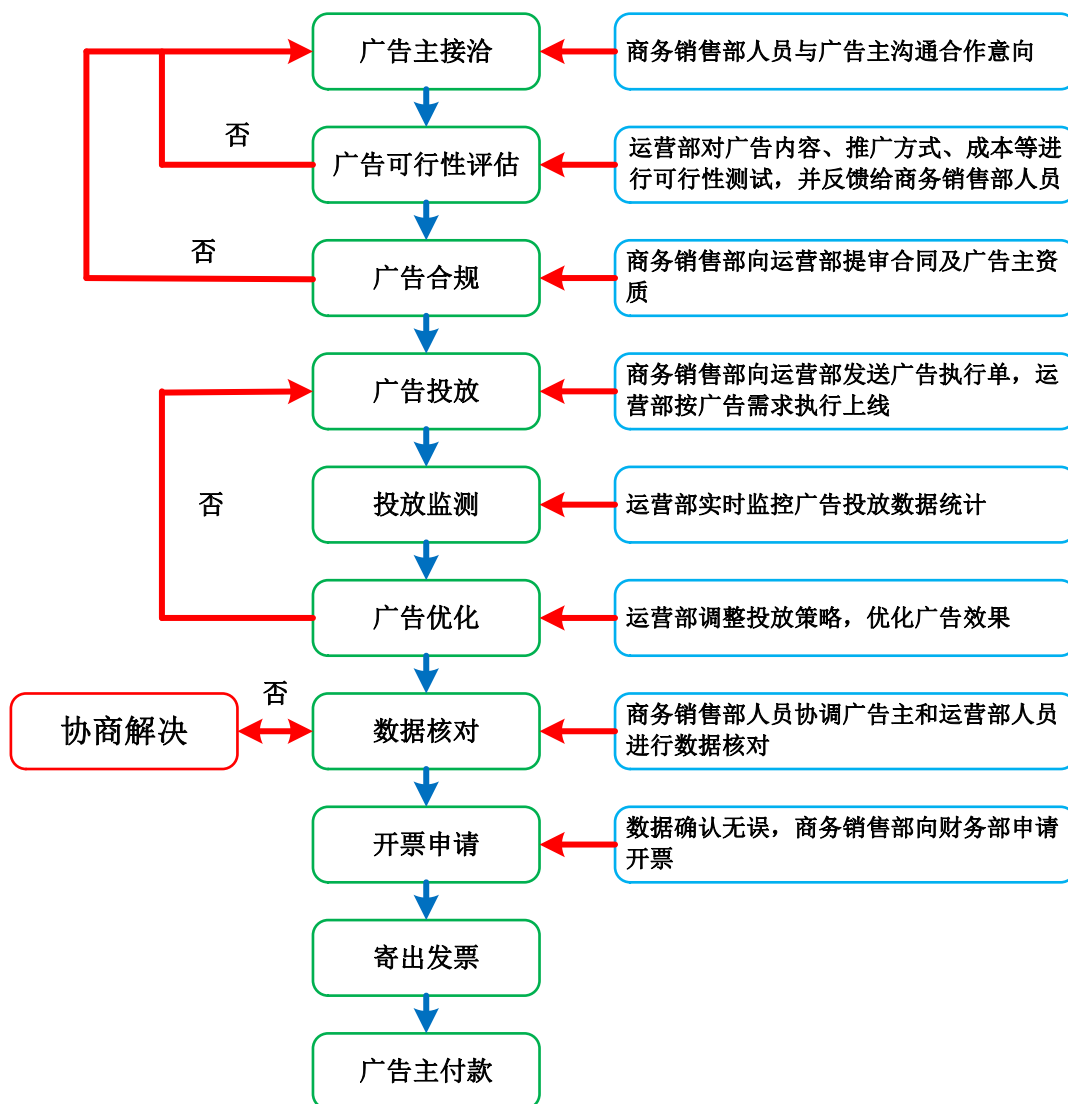 广告主接洽
商务销售部人员与广告主沟通合作意向
否
广告可行性评估
运营部对广告内容、推广方式、成本等进
行可行性测试，并反馈给商务销售部人员
否
广告合规
商务销售部向运营部提审合同及广告主资
质
广告投放
商务销售部向运营部发送广告执行单，运
营部按广告需求执行上线
否
投放监测
运营部实时监控广告投放数据统计
广告优化
运营部调整投放策略，优化广告效果
协商解决
否
数据核对
商务销售部人员协调广告主和运营部人员
进行数据核对
开票申请
数据确认无误，商务销售部向财务部申请
开票
寄出发票
广告主付款